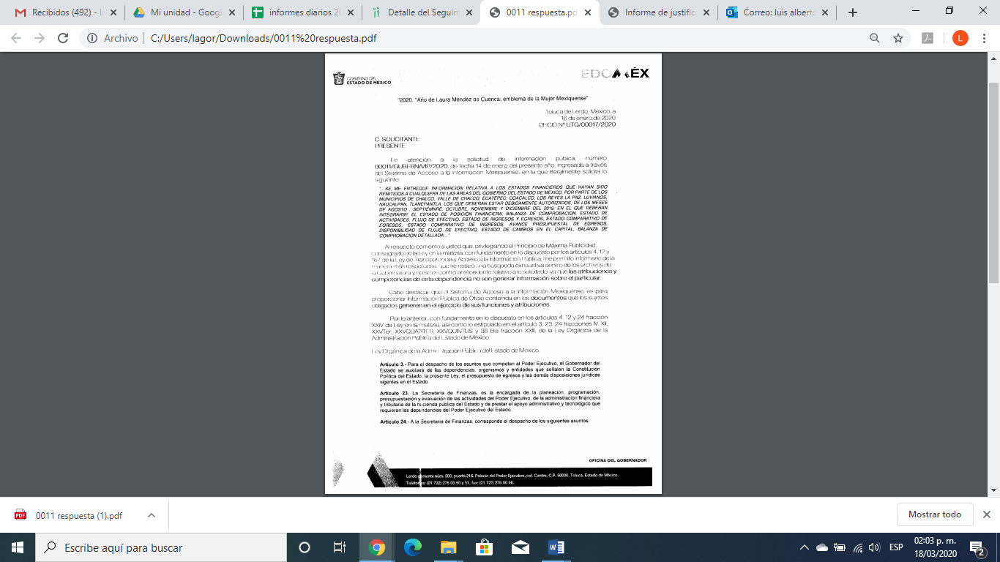 Recibidos (492) - I
Mi unidad - Goog
informes diarios 20
Detalle del Seguim
0011 respuesta.pd
Informe de justifica
Correo: luis alberto
Archivo
C:/Users/lagor/Downloads/0011%20respuesta.pdf
L
GOBIERNO DEL
ESTADO DE MÉXICO
EDOMÉX
"2020. "Año de Laura Méndez de Cuenca; emblema de la Mujer Mexiquense"
Toluca de Lerdo, México, a
16 de enero de 2020
OFICIO N° UTG/00017/2020
C. SOLICITANTE
PRESENTE
En atención a la solicitud de información pública, número
00011/GUBERNA/IP/2020, de fecha 14 de enero del presente año, ingresada a través
del Sistema de Acceso a la Información Mexiquense, en la que literalmente solicita lo
siguiente:
"...SE ME ENTREGUE INFORMACION RELATIVA A LOS ESTADOS FINANCIEROS QUE HAYAN SIDO
REMITIDOS A CUALQUIERA DE LAS AREAS DEL GOBIERNO DEL ESTADO DE MÉXICO, POR PARTE DE LOS
MUNICIPIOS DE CHALCO, VALLE DE CHALCO, ECATEPEC, COACALCO, LOS REYES LA PAZ, LUVIANOS,
NAUCALPAN, TLANEPANTLA, LOS QUE DEBERAN ESTAR DEBIDAMENTE AUTORIZADOS, DE LOS MESES
DE AGOSTO , SEPTIEMNRE, OCTUBRE, NOVIEMBRE Y DICIEMBRE DEL 2019, EN EL QUE DEBERAN
INTEGRARSE EL ESTADO DE POSICIÓN FINANCIERA, BALANZA DE COMPROBACION, ESTADO DE
ACTIVIDADES, FLUJO DE EFECTIVO, ESTADO DE INGRESOS Y EGRESOS, ESTADO COMPARATIVO DE
EGRESOS, ESTADO COMPARATIVO DE INGRESOS, AVANCE PRESUPUESTAL DE EGRESOS,
DISPONIBILIDAD DE FLUJO DE EFECTIVO, ESTADO DE CAMBIOS EN EL CAPITAL, BALANZA DE
COMPROBACION DETALLADA..."
Al respecto comento a usted que, privilegiando el Principio de Máxima Publicidad,
consagrado en la Ley en la materia; con fundamento en lo dispuesto por los artículos 4, 12 y
167 de la Ley de Transparencia y Acceso a la Información Pública, me permito informarle de la
manera más respetuosa, que se realizó una búsqueda exhaustiva dentro de los archivos de
la Gubernatura y no se encontró antecedente relativo a lo solicitado, ya que las atribuciones y
competencias de esta dependencia no son generar información sobre el particular.
Cabe destacar que el Sistema de Acceso a la Información Mexiquense, es para
proporcionar Información Pública de Oficio contenida en los documentos que los sujetos
obligados generen en el ejercicio de sus funciones y atribuciones.
Por lo anterior, con fundamento en lo dispuesto en los artículos 4, 12 y 24 fracción
XXIV de Ley en la materia, así como lo estipulado en el artículo 3, 23, 24 fracciones IV, XII,
XXVTer, XXVQUARTER, XXVQUINTUS y 38 Bis fracción XXIII, de la Ley Orgánica de la
Administración Pública del Estado de México.
Ley Orgánica de la Administración Pública del Estado de México.
Artículo 3.- Para el despacho de los asuntos que competan al Poder Ejecutivo, el Gobernador del
Estado se auxiliará de las dependencias, organismos y entidades que señalen la Constitución
Política del Estado, la presente Ley, el presupuesto de egresos y las demás disposiciones jurídicas
vigentes en el Estado.
Artículo 23. La Secretaría de Finanzas, es la encargada de la planeación, programación,
presupuestación y evaluación de las actividades del Poder Ejecutivo, de la administración financiera
y tributaria de la hacienda pública del Estado y de prestar el apoyo administrativo y tecnológico que
requieran las dependencias del Poder Ejecutivo del Estado.
Artículo 24.- A la Secretaría de Finanzas, corresponde el despacho de los siguientes asuntos:
OFICINA DEL GOBERNADOR
Lerdo poniente núm. 300, puerta 216, Palacio del Poder Ejecutivo, col. Centro, C.P. 50000, Toluca, Estado de México.
Teléfonos: (01 722) 276 00 50 y 51, fax: (01 722) 276 00 46.
0011 respuesta (1).pdf
Mostrar todo
Escribe aquí para buscar
ESP
02:03 p. m.
18/03/2020
2